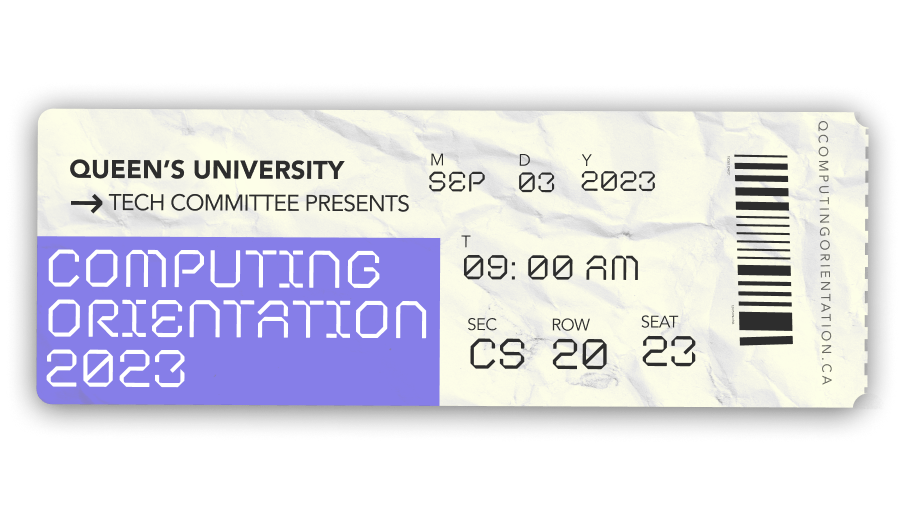 QUEEN'S UNIVERSITY
→ TECH COMMITTEE PRESENTS
COMPUTING
ORIENTATION
2023
M D Y
SEP 03 2023
T
09: 00 AM
SEC ROW SEAT
CS 20 23
QCOMPUTINGORIENTATION.CA